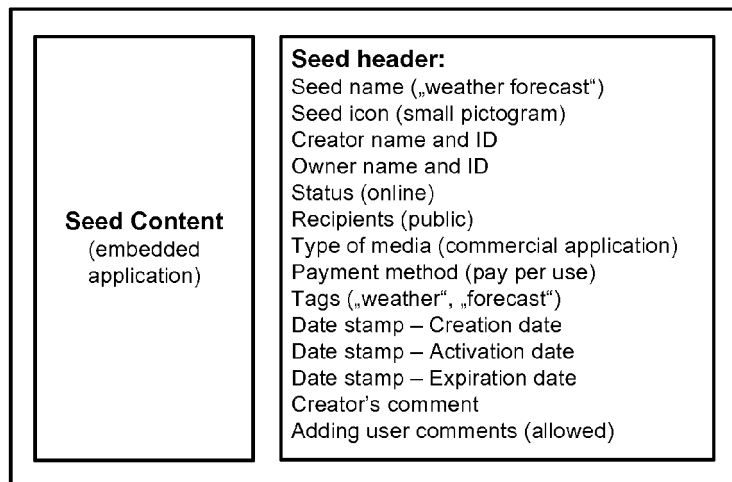 Seed Content
(embedded
application)
Seed header:
Seed name („weather forecast“)
Seed icon (small pictogram)
Creator name and ID
Owner name and ID
Status (online)
Recipients (public)
Type of media (commercial application)
Payment method (pay per use)
Tags („weather“, „forecast“)
Date stamp – Creation date
Date stamp – Activation date
Date stamp – Expiration date
Creator's comment
Adding user comments (allowed)